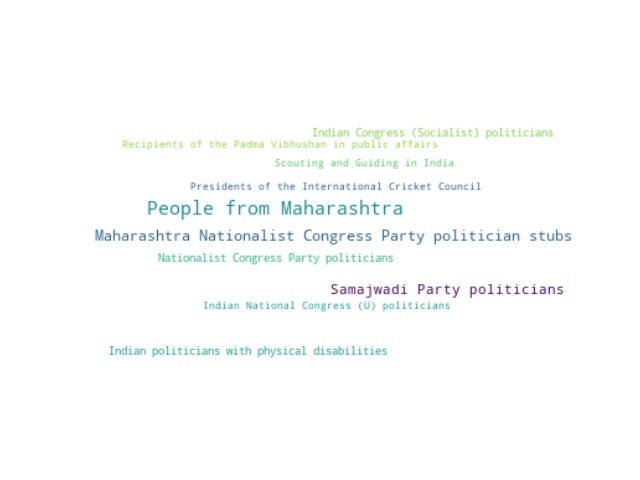 Indian Congress (Socialist) politicians
Recipients of the Padma Vibhushan in public affairs
Scouting and Guiding in India
Presidents of the International Cricket Council
People from Maharashtra
Maharashtra Nationalist Congress Party politician stubs
Nationalist Congress Party politicians
Samajwadi Party politicians
Indian National Congress (U) politicians
Indian politicians with physical disabilities